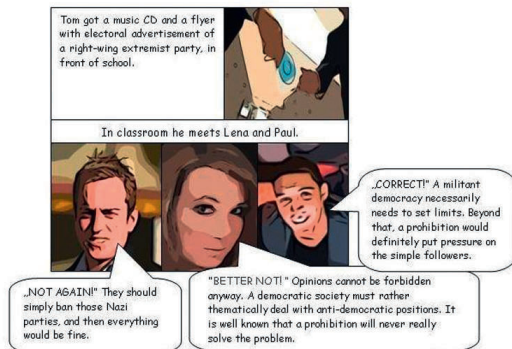 Tom got a music CD and a flyer
with electoral advertisement of
a right-wing extremist party, in
front of school.
In classroom he meets Lena and Paul.
„NOT AGAIN!" They should
simply ban those Nazi
parties, and then everything
would be fine.
"BETTER NOT!" Opinions cannot be forbidden
anyway. A democratic society must rather
thematically deal with anti-democratic positions. It
is well known that a prohibition will never really
solve the problem.
„CORRECT!" A militant
democracy necessarily
needs to set limits. Beyond
that, a prohibition would
definitely put pressure on
the simple followers.